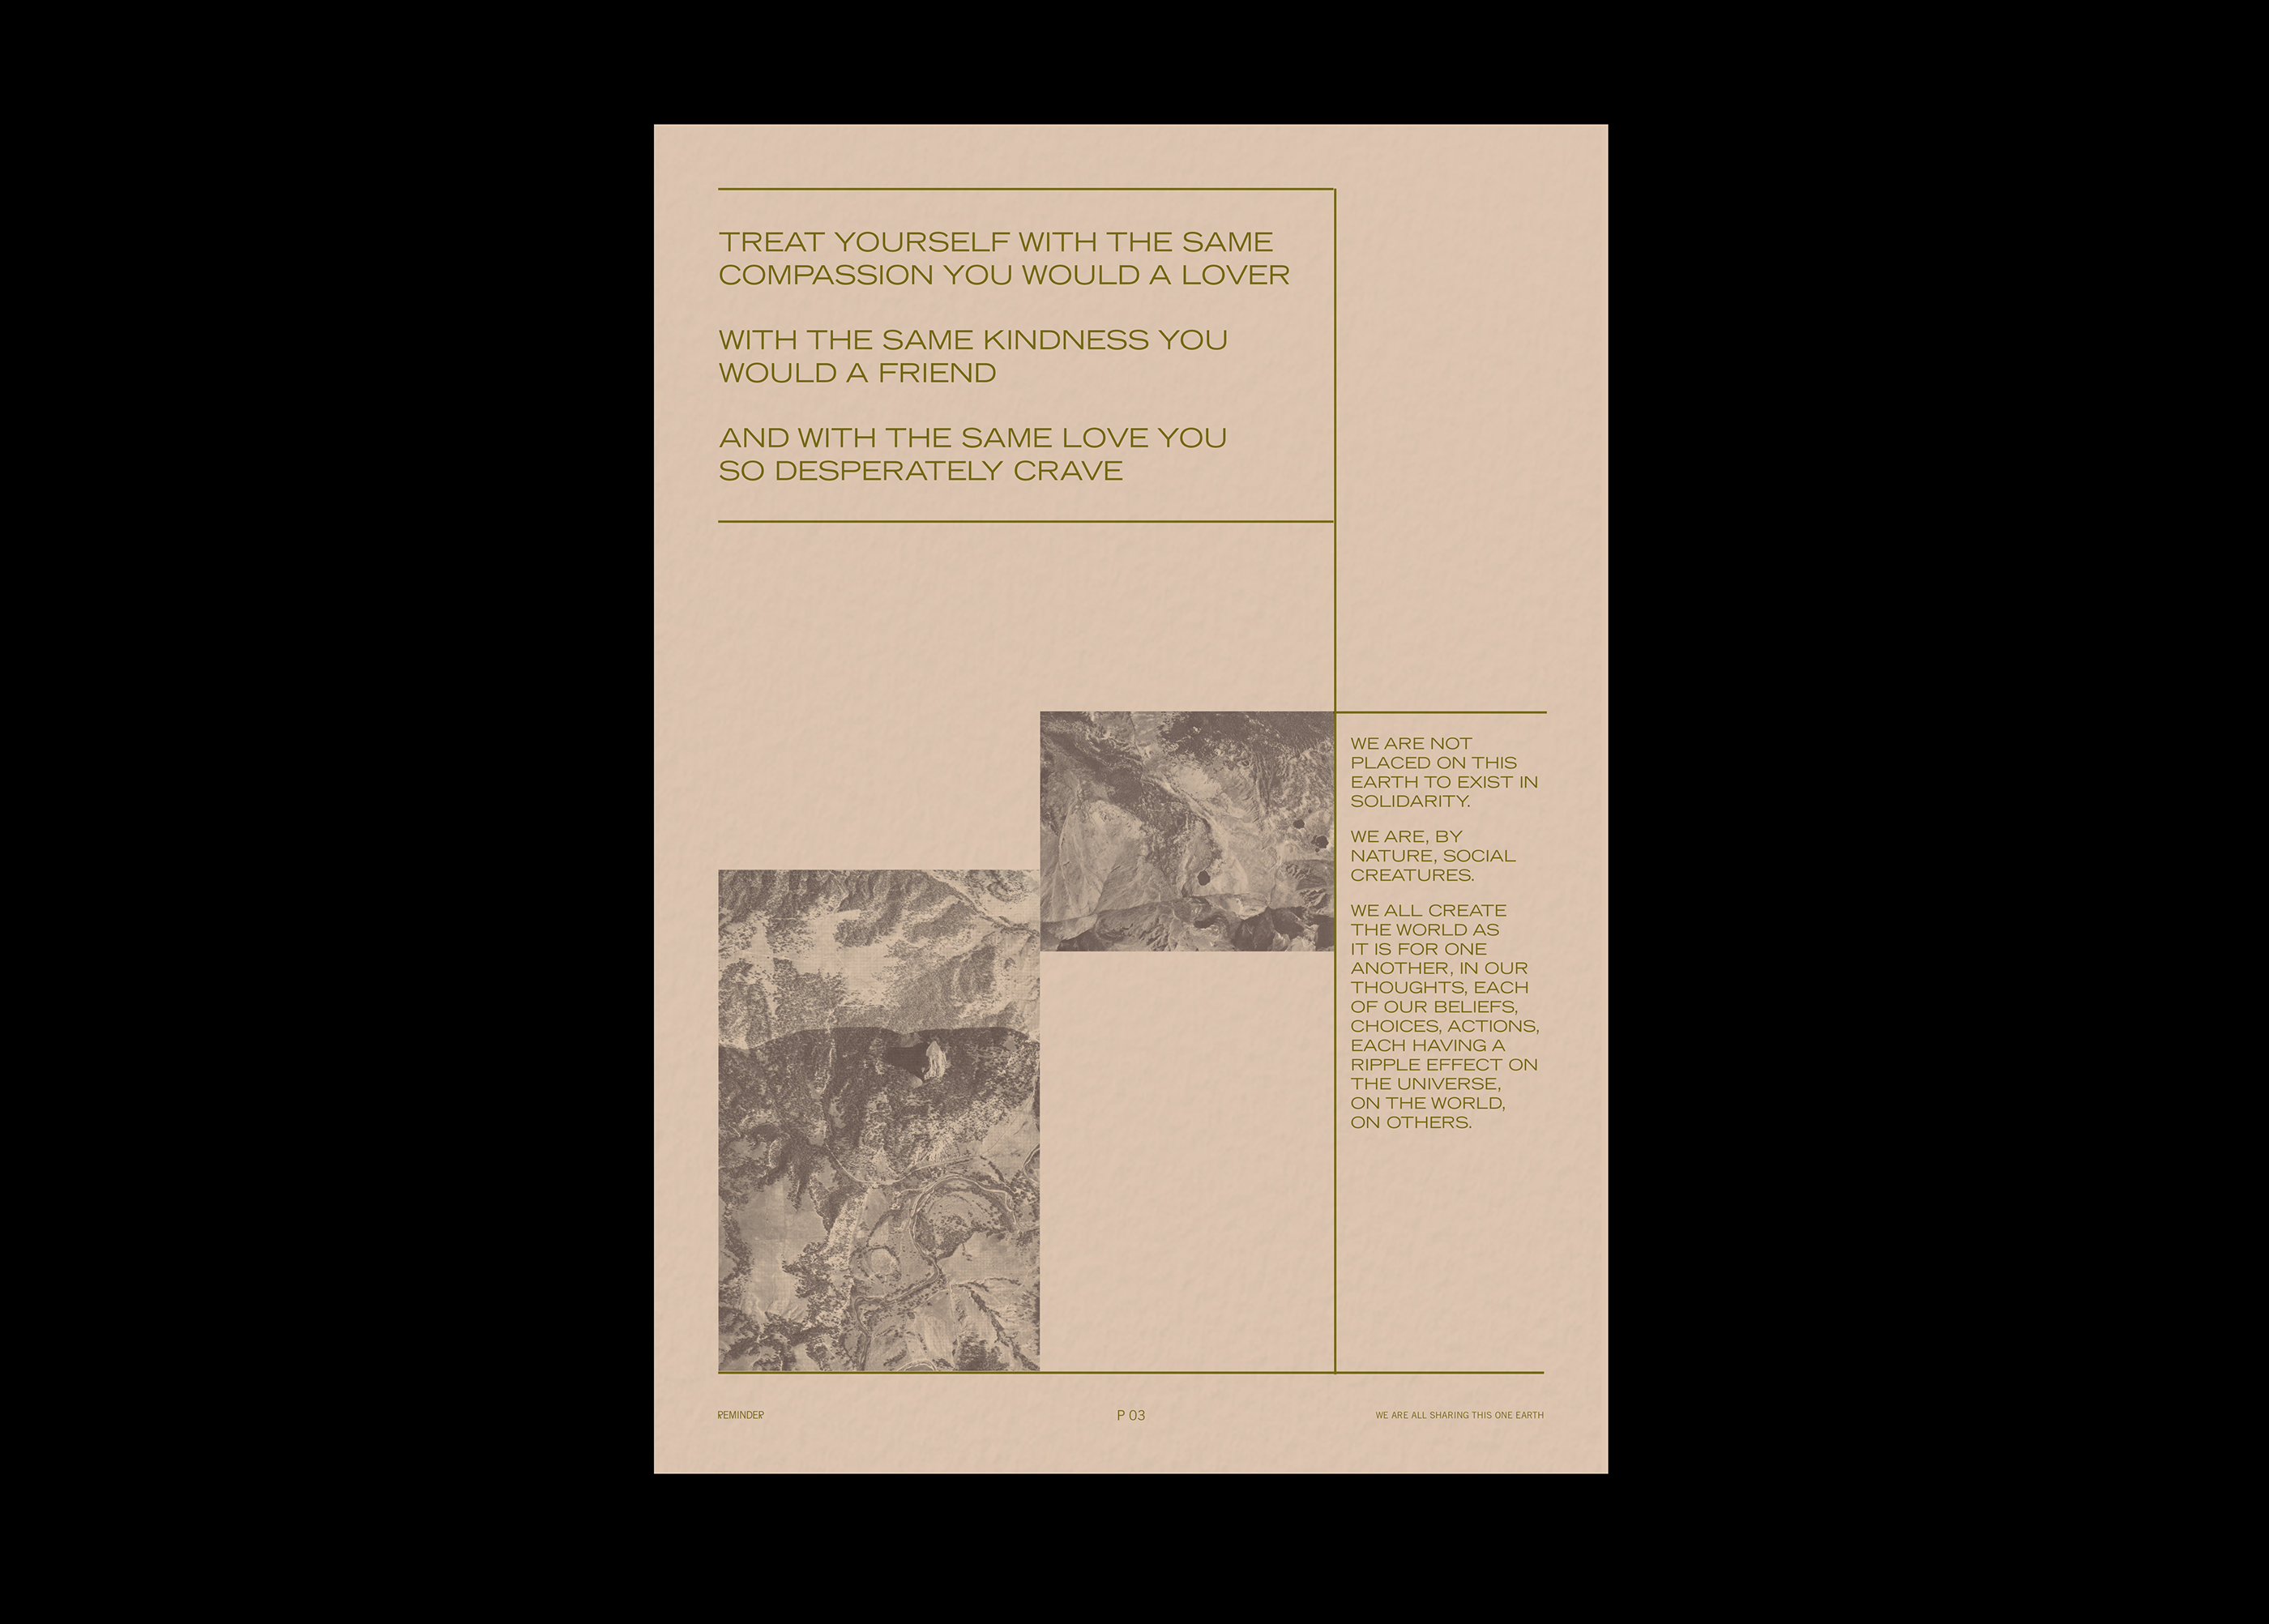 TREAT YOURSELF WITH THE SAME
COMPASSION YOU WOULD A LOVER
WITH THE SAME KINDNESS YOU
WOULD A FRIEND
AND WITH THE SAME LOVE YOU
SO DESPERATELY CRAVE
WE ARE NOT
PLACED ON THIS
EARTH TO EXIST IN
SOLIDARITY.
WE ARE, BY
NATURE, SOCIAL
CREATURES.
WE ALL CREATE
THE WORLD AS
IT IS FOR ONE
ANOTHER, IN OUR
THOUGHTS, EACH
OF OUR BELIEFS,
CHOICES, ACTIONS,
EACH HAVING A
RIPPLE EFFECT ON
THE UNIVERSE,
ON THE WORLD,
ON OTHERS.
REMINDER
P 03
WE ARE ALL SHARING THIS ONE EARTH